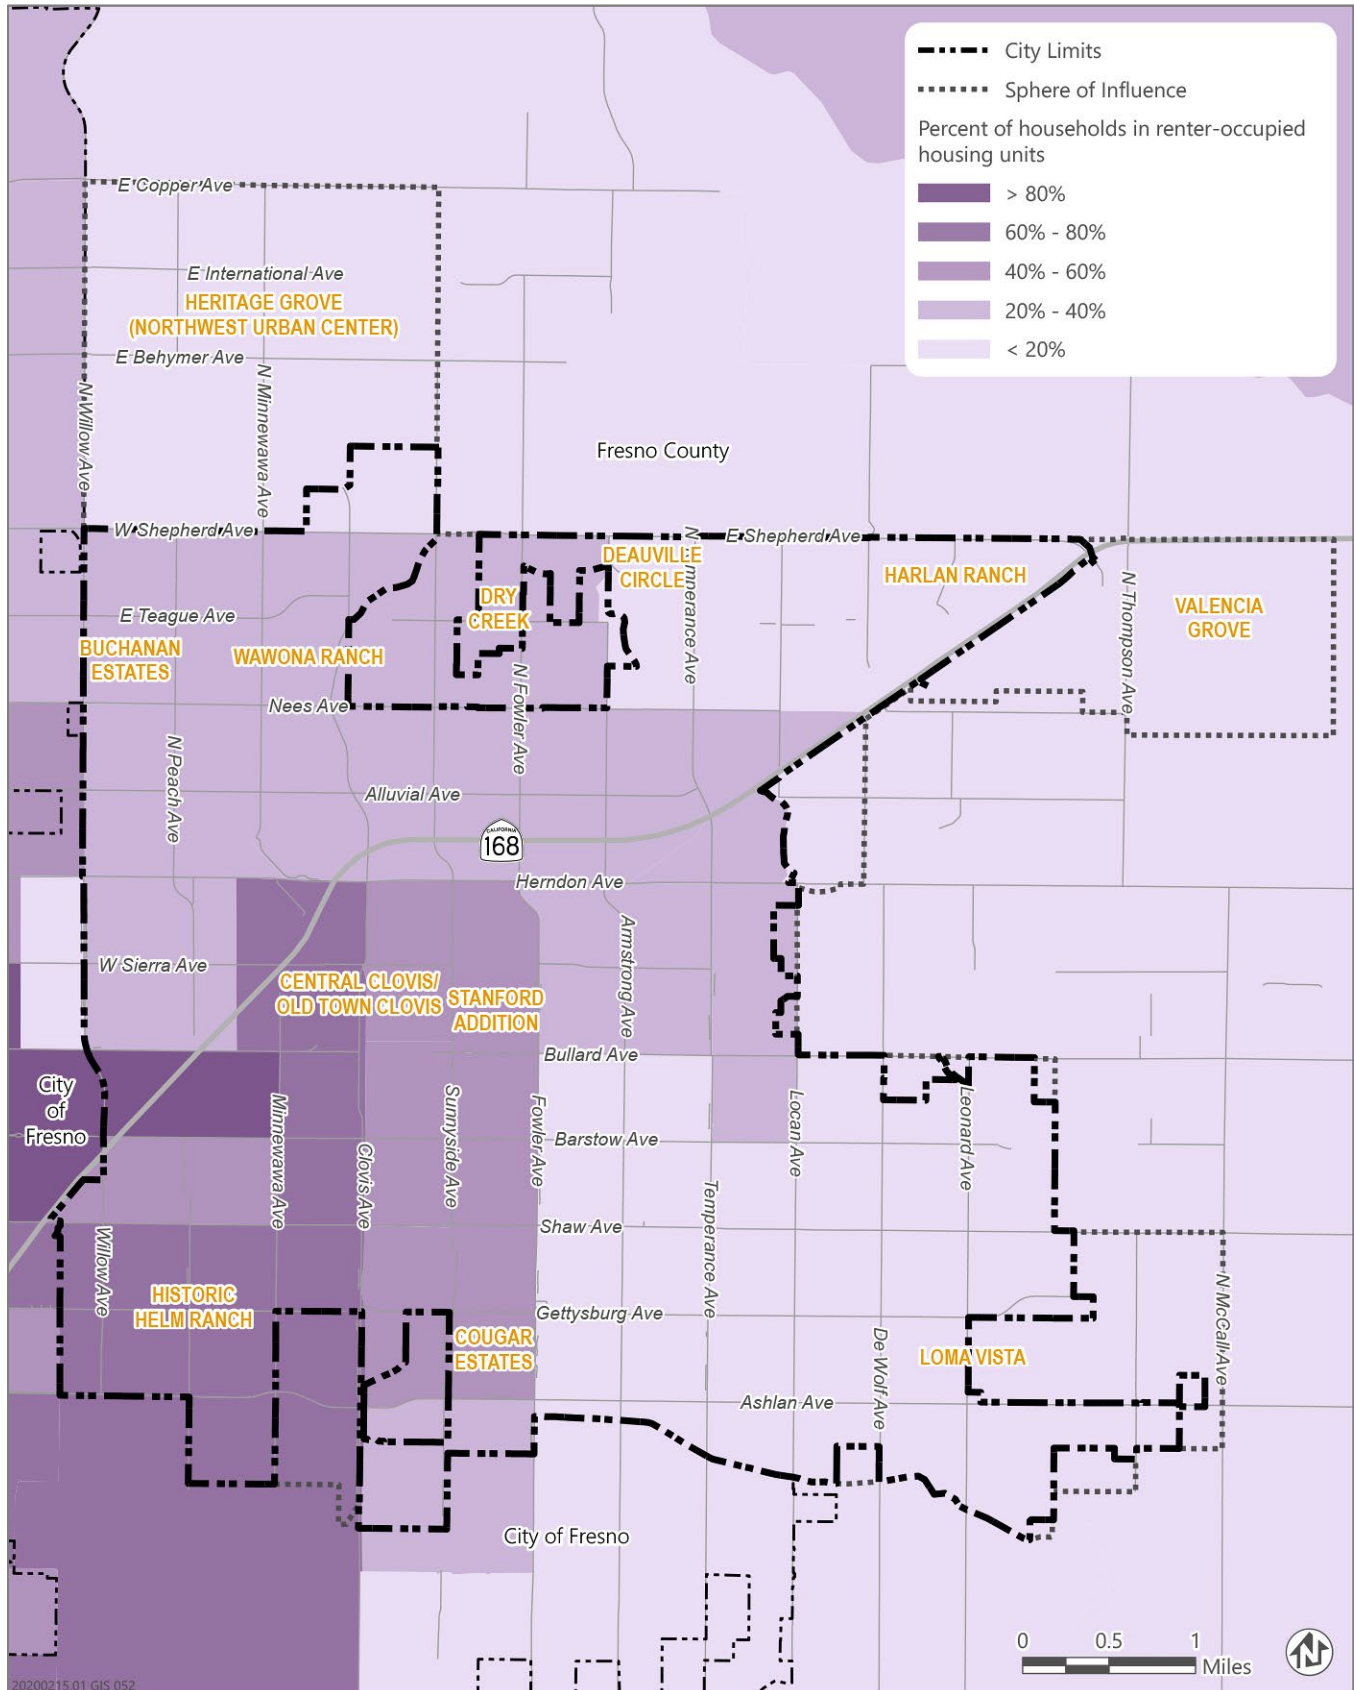 City Limits
Sphere of Influence
Percent of households in renter-occupied
housing units
> 80%
60% - 80%
40% - 60%
20% - 40%
< 20%
E Copper Ave
E International Ave
HERITAGE GROVE
(NORTHWEST URBAN CENTER)
E Behymer Ave
N Willow Ave
N Minnewawa Ave
Fresno County
W Shepherd Ave
E Shepherd Ave
DEAUVILLE
CIRCLE
HARLAN RANCH
DRY
CREEK
E Teague Ave
VALENCIA
GROVE
BUCHANAN
ESTATES
WAWONA RANCH
N Thompson Ave
Nees Ave
N Fowler Ave
N Peach Ave
Alluvial Ave
CALIFORNIA
168
Herndon Ave
Armstrong Ave
W Sierra Ave
CENTRAL CLOVIS/
OLD TOWN CLOVIS
STANFORD
ADDITION
Bullard Ave
City
of
Fresno
Minnewawa Ave
Clovis Ave
Sunnyside Ave
Fowler Ave
Barstow Ave
Locan Ave
Leonard Ave
Temperance Ave
Shaw Ave
Willow Ave
HISTORIC
HELM RANCH
Gettysburg Ave
COUGAR
ESTATES
De Wolf Ave
LOMA VISTA
N McCall Ave
Ashlan Ave
City of Fresno
0 0.5 1
Miles
N
20200215.01 GIS 052